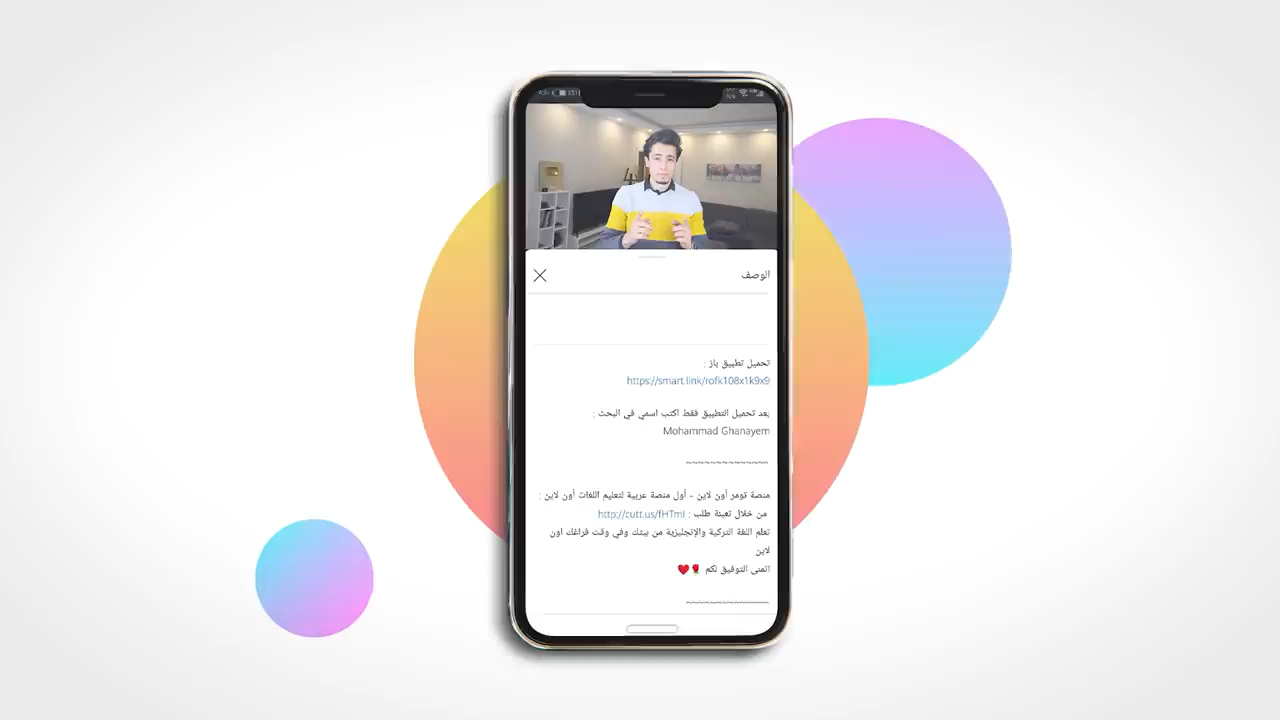 الوصف
تحميل تطبيق باز :
https://smart.link/rofk108x1k9x9
بعد تحميل التطبيق فقط اكتب اسمي في البحث :
Mohammad Ghanayem
~~~~~~~~~~~~~~
منصة تومر أون لاين - أول منصة عربية لتعليم اللغات أون لاين :
من خلال تعبئة طلب : http://cutt.us/fHTmI
تعلم اللغة التركية والإنجليزية من بيتك وفي وقت فراغك اون
لاين
اتمنى التوفيق لكم 🌹❤️
~~~~~~~~~~~~~~